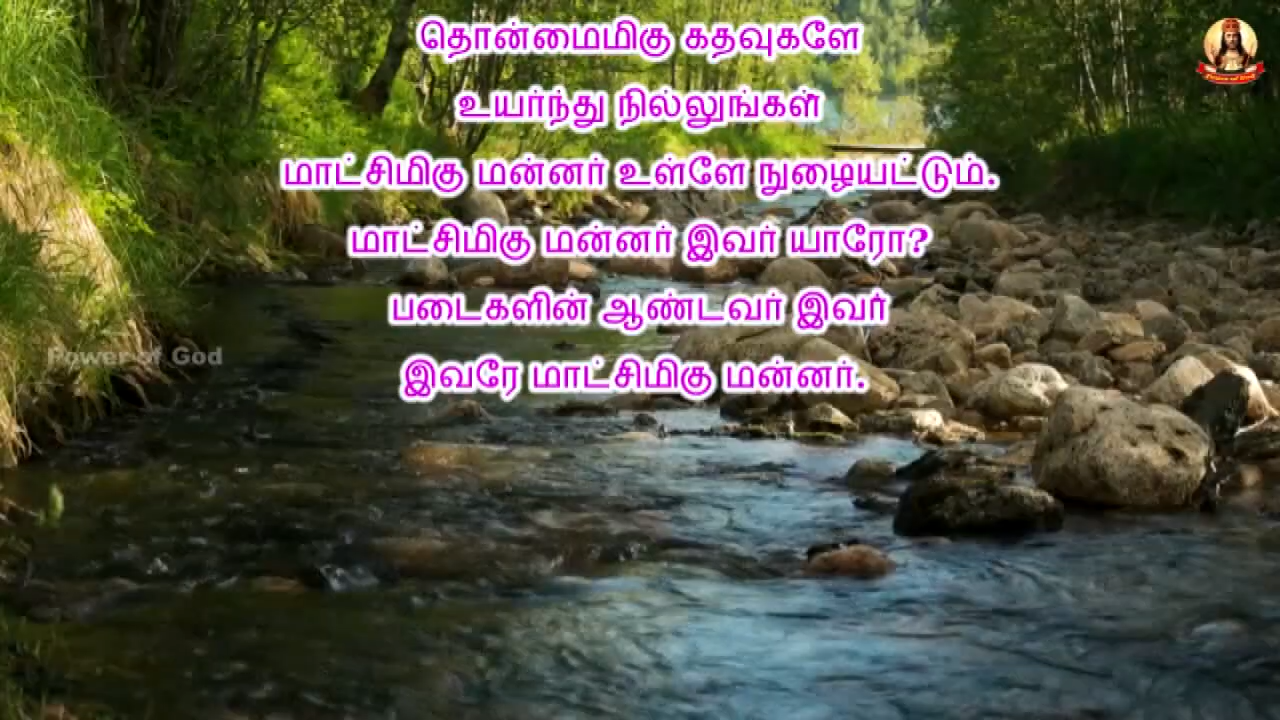 தொன்மைமிகு கதவுகளே
உயர்ந்து நில்லுங்கள்
மாட்சிமிகு மன்னர் உள்ளே நுழையட்டும்.
மாட்சிமிகு மன்னர் இவர் யாரோ?
படைகளின் ஆண்டவர் இவர்
Power of God
இவரே மாட்சிமிகு மன்னர்.